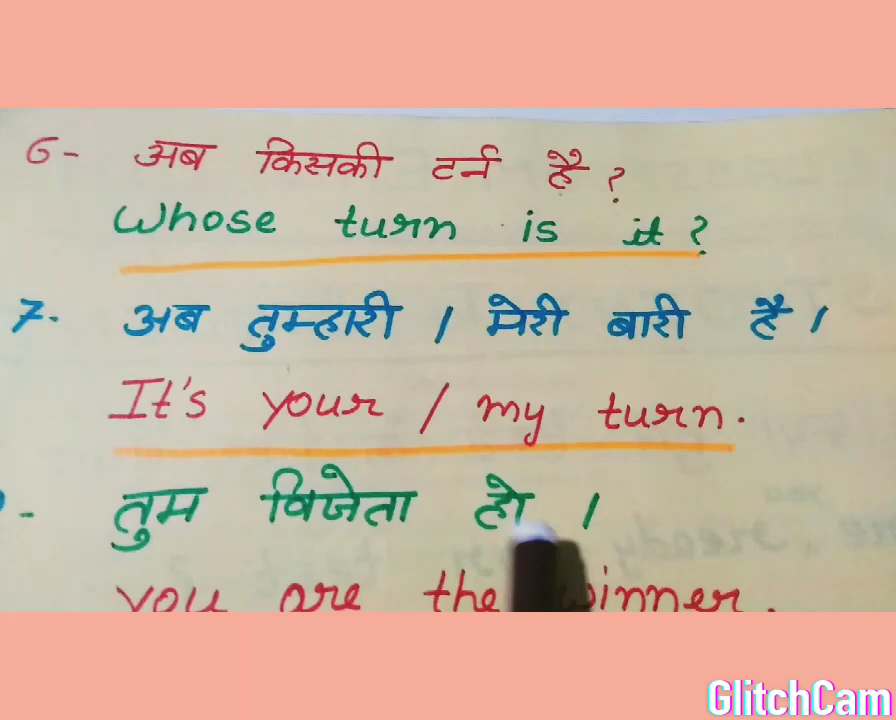 6- अब किसकी टर्न है ?
Whose turn is it ?
7. अब तुम्हारी / मेरी बारी है ।
It's your / my turn.
- तुम विजेता हो ।
you are the winner.
GlitchCam